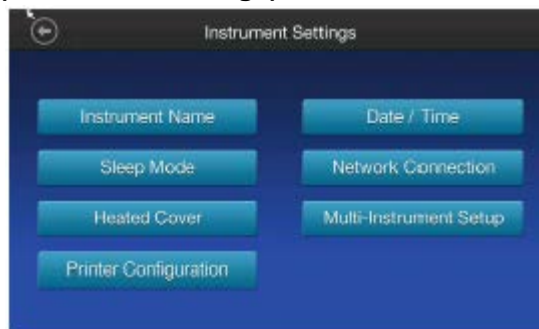 Instrument Settings
Instrument Name
Date / Time
Sleep Mode
Network Connection
Heated Cover
Multi-Instrument Setup
Printer Configuration